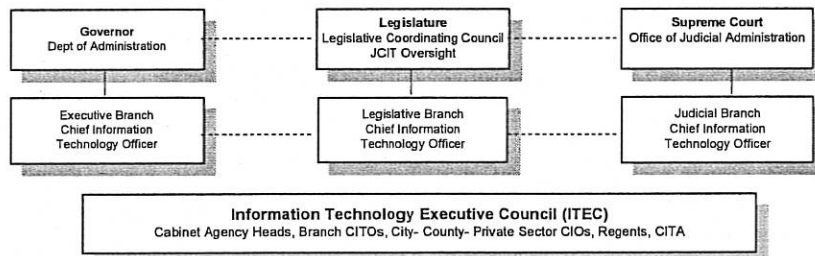 Governor
Dept of Administration
Legislature
Legislative Coordinating Council
JCIT Oversight
Supreme Court
Office of Judicial Administration
Executive Branch
Chief Information
Technology Officer
Legislative Branch
Chief Information
Technology Officer
Judicial Branch
Chief Information
Technology Officer
Information Technology Executive Council (ITEC)
Cabinet Agency Heads, Branch CITOs, City- County- Private Sector CIOs, Regents, CITA